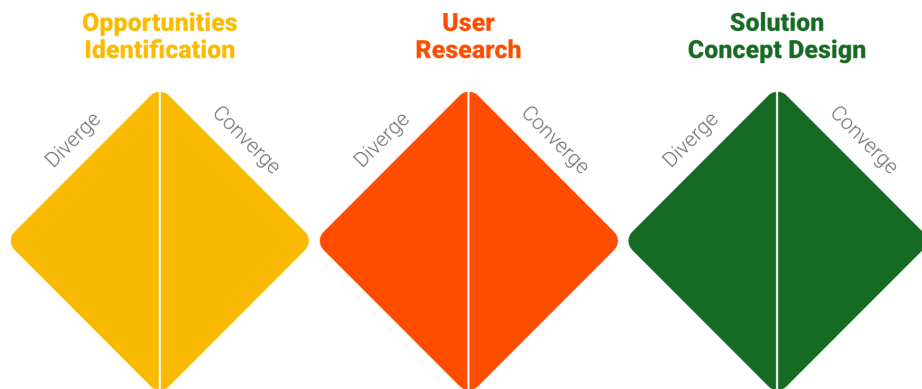 Opportunities
Identification
User
Research
Solution
Concept Design
Diverge
Converge
Diverge
Converge
Diverge
Converge